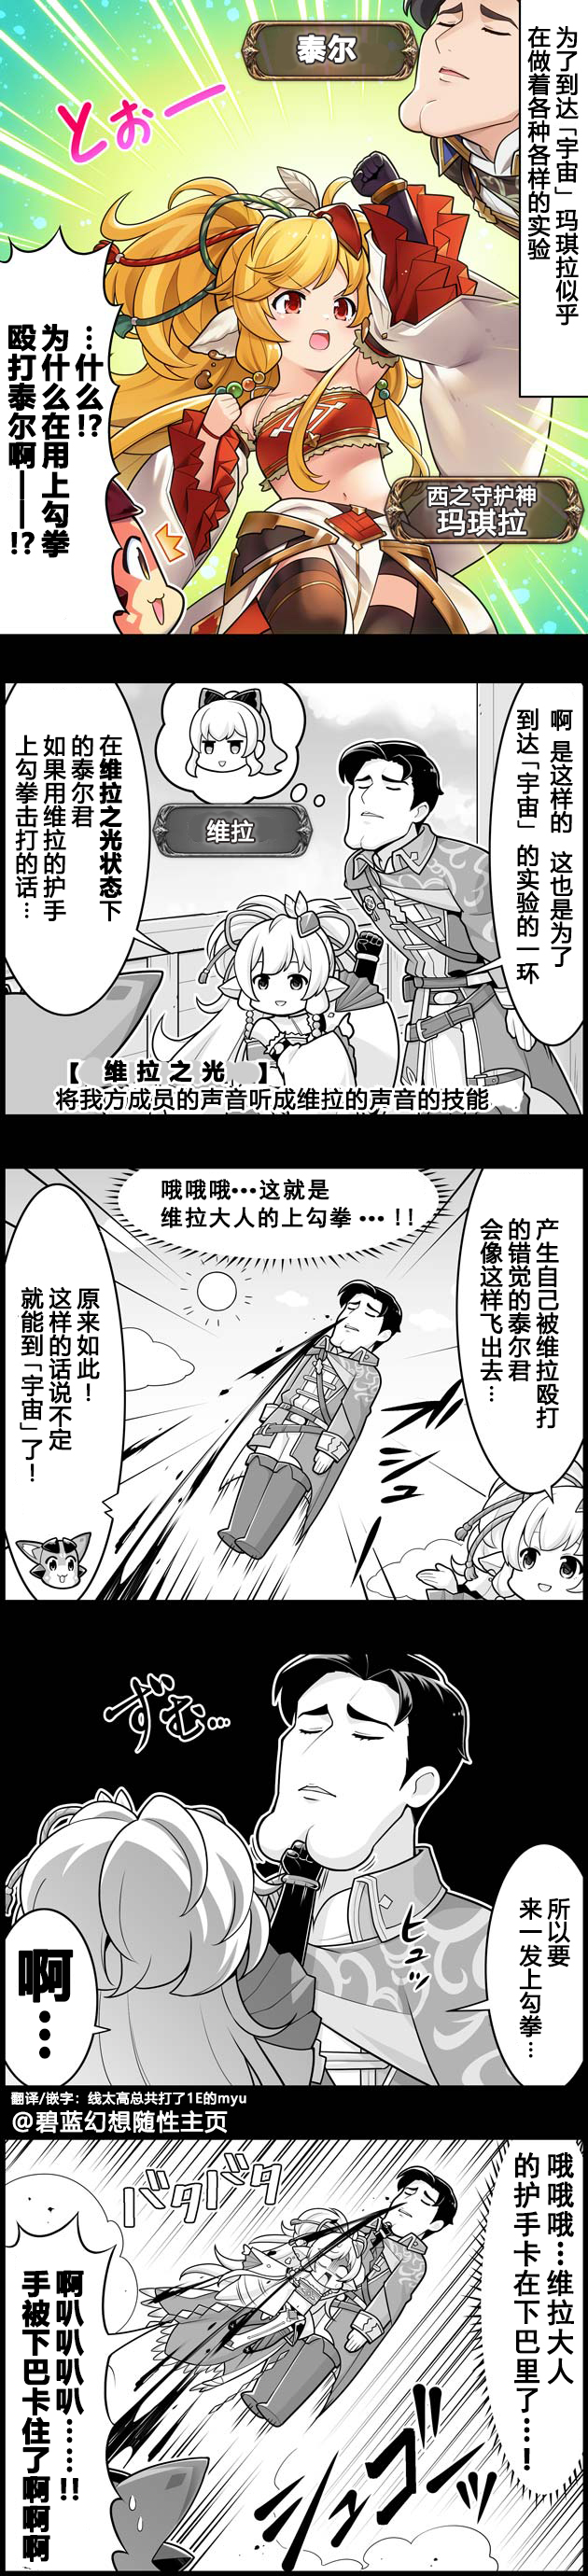 为了到达「宇宙」玛琪拉似乎
在做着各种各样的实验
泰尔
とおー
…什么!?
为什么在用上勾拳
殴打泰尔啊——!?
西之守护神
玛琪拉
啊 是这样的 这也是为了
到达「宇宙」的实验的一环
维拉
在维拉之光状态下
的泰尔君
如果用维拉的护手
上勾拳击打的话…
【 维拉之光 】
将我方成员的声音听成维拉的声音的技能
产生自己被维拉殴打
的错觉的泰尔君
会像这样飞出去…
哦哦哦…这就是
维拉大人的上勾拳…!!
原来如此！
这样的话说不定
就能到「宇宙」了！
ずむ…
所以要
来一发上勾拳…
ヒュッ
啊…
翻译/嵌字：线太高总共打了1E的myu
@碧蓝幻想随性主页
哦哦哦…维拉大人
的护手卡在下巴里了…！
バタバタ
啊叭叭叭叭……!!
手被下巴卡住了啊啊啊
ゴゴ